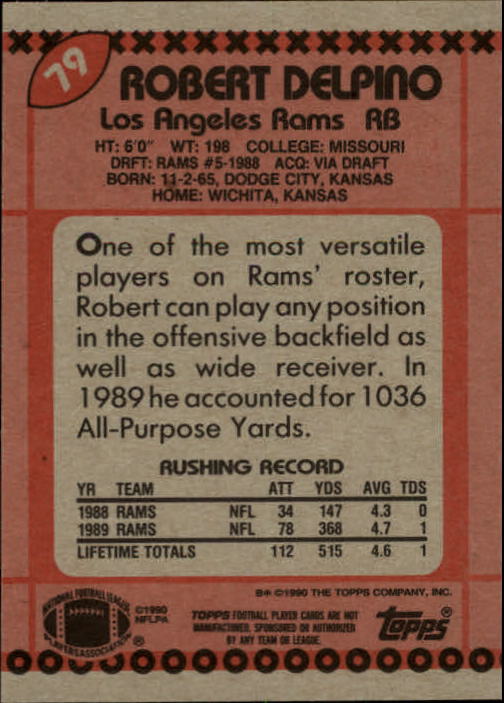 79
ROBERT DELPINO
Los Angeles Rams RB
HT: 6'0" WT: 198 COLLEGE: MISSOURI
DRFT: RAMS #5-1988 ACQ: VIA DRAFT
BORN: 11-2-65, DODGE CITY, KANSAS
HOME: WICHITA, KANSAS
One of the most versatile
players on Rams' roster,
Robert can play any position
in the offensive backfield as
well as wide receiver. In
1989 he accounted for 1036
All-Purpose Yards.
RUSHING RECORD
YR TEAM ATT YDS AVG TDS
1988 RAMS NFL 34 147 4.3 0
1989 RAMS NFL 78 368 4.7 1
LIFETIME TOTALS 112 515 4.6 1
B* ©1990 THE TOPPS COMPANY, INC.
NATIONAL FOOTBALL LEAGUE
PLAYERS ASSOCIATION ®
©1990
NFLPA
TOPPS FOOTBALL PLAYER CARDS ARE NOT
MANUFACTURED, SPONSORED OR AUTHORIZED
BY ANY TEAM OR LEAGUE.
TOPPS®